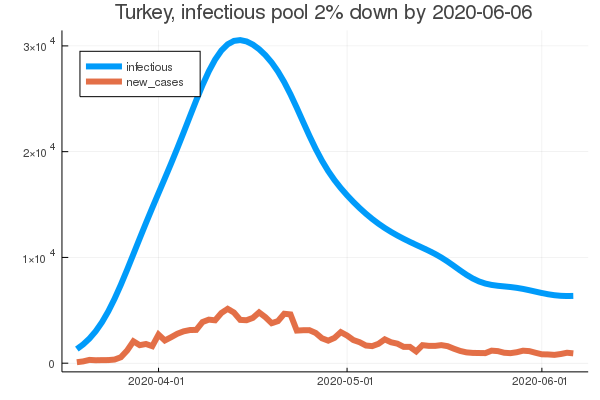 Turkey, infectious pool 2% down by 2020-06-06
infectious
new_cases
3×10⁴
2×10⁴
1×10⁴
0
2020-04-01
2020-05-01
2020-06-01